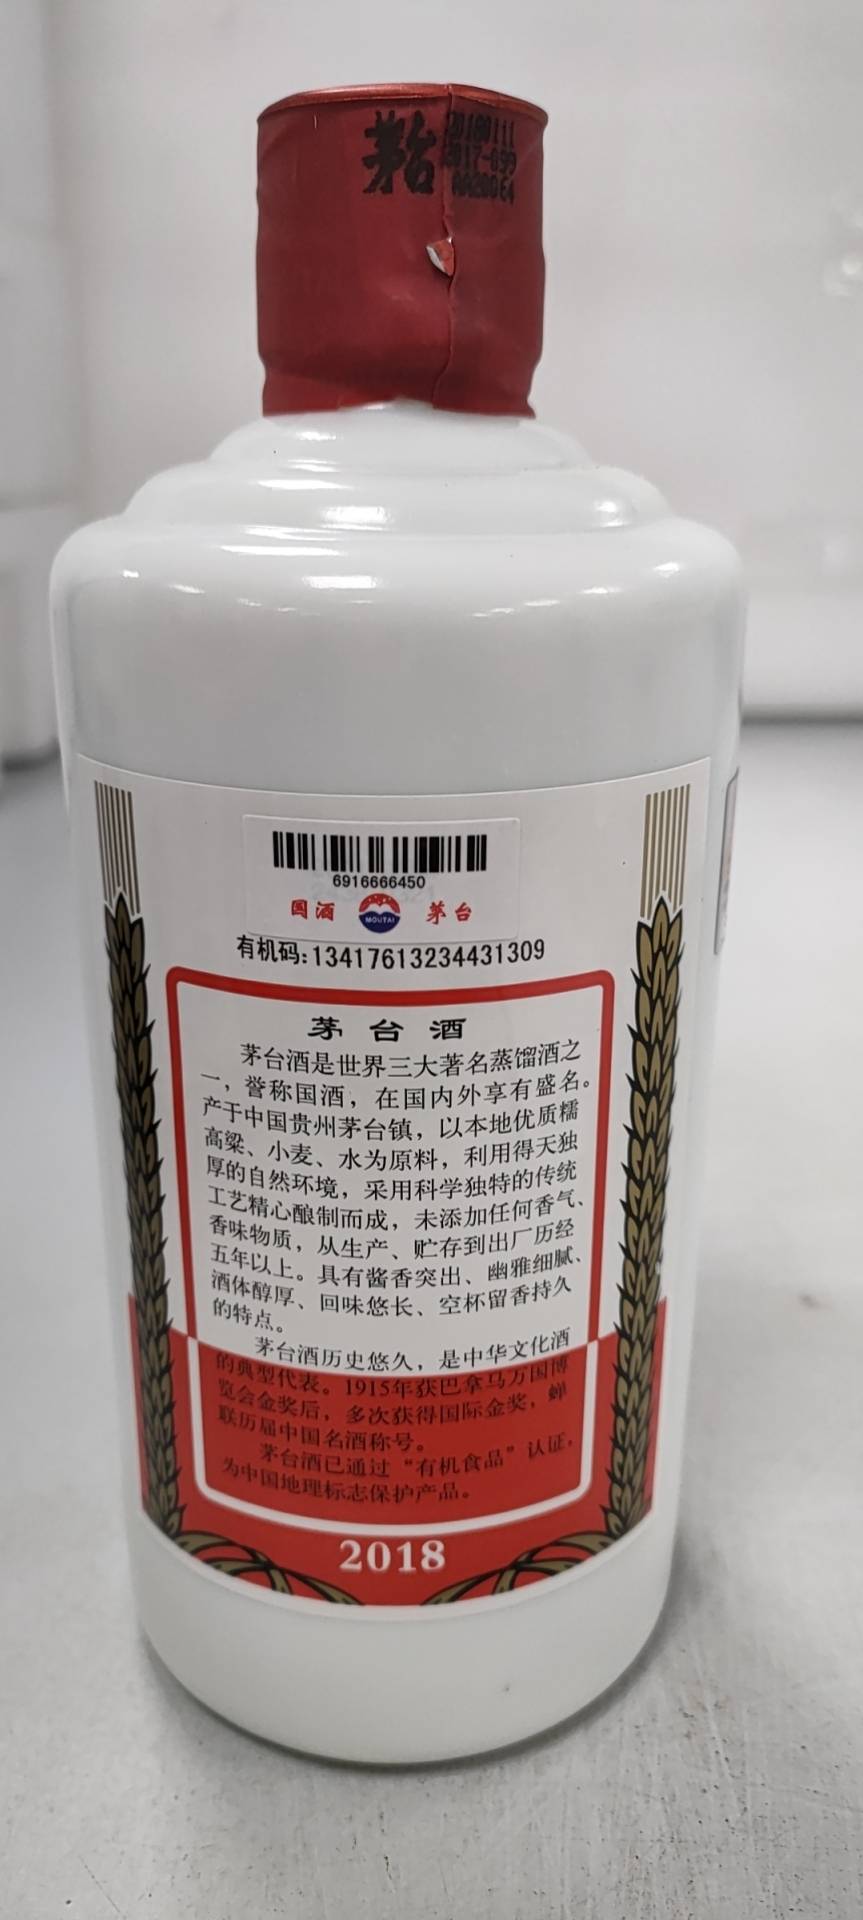 茅台
20180111
2017-099
6916666450
国酒 MOUTAI 茅台
有机码:13417613234431309
茅台酒
茅台酒是世界三大著名蒸馏酒之
一，誉称国酒，在国内外享有盛名。
产于中国贵州茅台镇，以本地优质糯
高粱、小麦、水为原料，利用得天独
厚的自然环境，采用科学独特的传统
工艺精心酿制而成，未添加任何香气、
香味物质，从生产、贮存到出厂历经
五年以上。具有酱香突出、幽雅细腻、
酒体醇厚、回味悠长、空杯留香持久
的特点。
茅台酒历史悠久，是中华文化酒
的典型代表。1915年获巴拿马万国博
览会金奖后，多次获得国际金奖，蝉
联历届中国名酒称号。
茅台酒已通过“有机食品”认证，
为中国地理标志保护产品。
2018